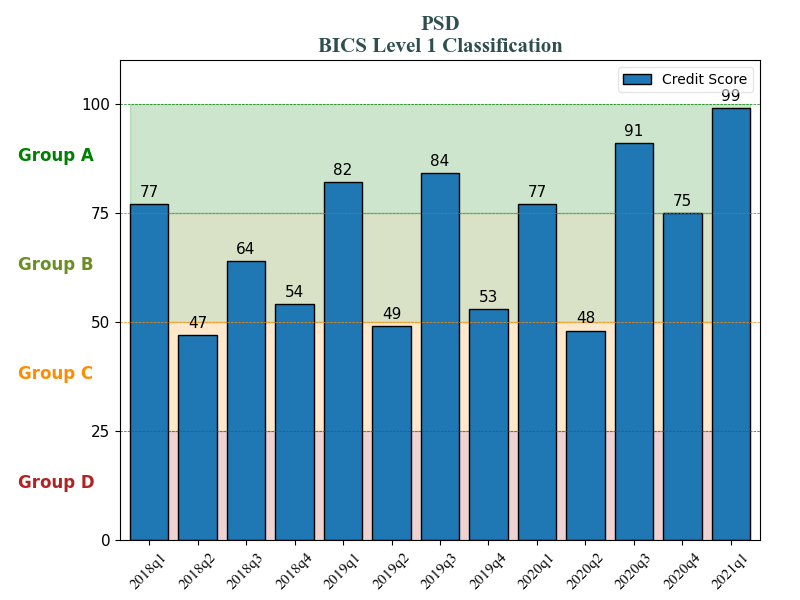 PSD
BICS Level 1 Classification
Credit Score
100
75
50
25
0
Group A
Group B
Group C
Group D
77
47
64
54
82
49
84
53
77
48
91
75
99
2018q1
2018q2
2018q3
2018q4
2019q1
2019q2
2019q3
2019q4
2020q1
2020q2
2020q3
2020q4
2021q1